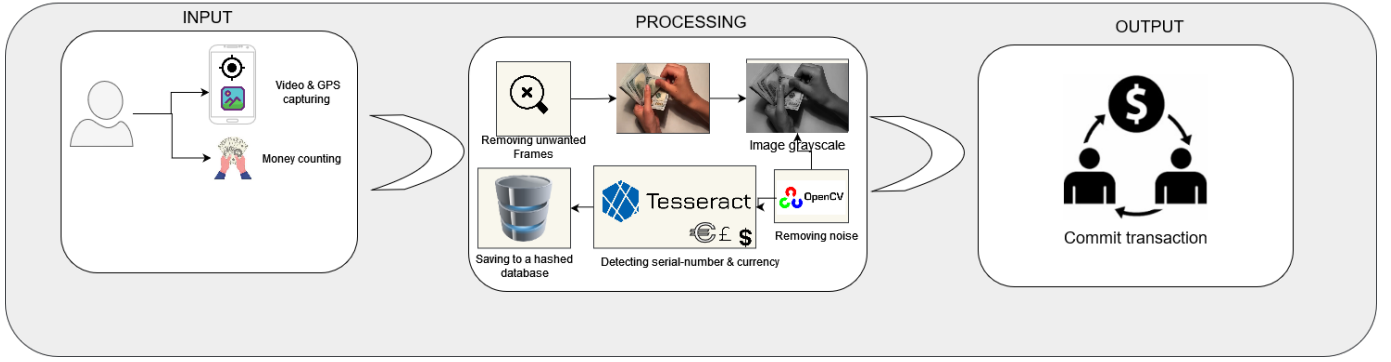 INPUT
Video & GPS
capturing
Money counting
PROCESSING
Removing unwanted
Frames
Image grayscale
OpenCV
Removing noise
Tesseract
€ £ $
Detecting serial-number & currency
Saving to a hashed
database
OUTPUT
$
Commit transaction